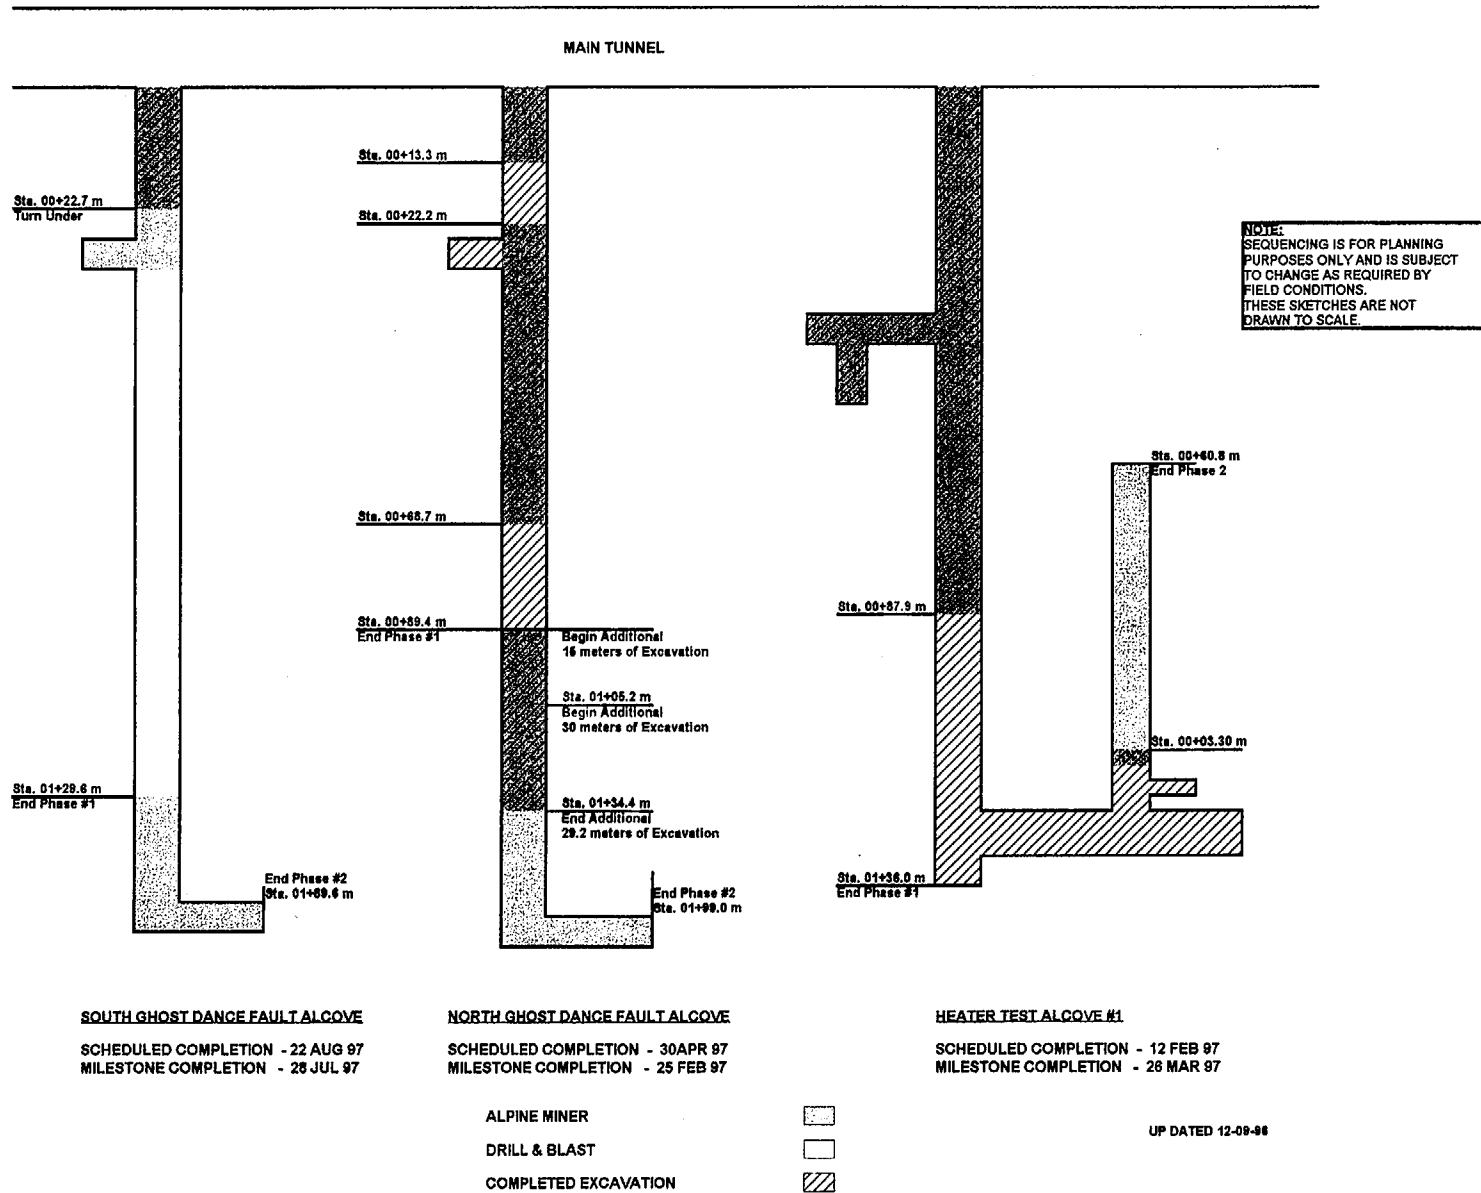 MAIN TUNNEL
Sta. 00+13.3 m
Sta. 00+22.7 m
Turn Under
Sta. 00+22.2 m
NOTE:
SEQUENCING IS FOR PLANNING
PURPOSES ONLY AND IS SUBJECT
TO CHANGE AS REQUIRED BY
FIELD CONDITIONS.
THESE SKETCHES ARE NOT
DRAWN TO SCALE.
Sta. 00+60.8 m
End Phase 2
Sta. 00+68.7 m
Sta. 00+87.9 m
Sta. 00+89.4 m
End Phase #1
Begin Additional
16 meters of Excavation
Sta. 01+05.2 m
Begin Additional
30 meters of Excavation
Sta. 00+03.30 m
Sta. 01+29.6 m
End Phase #1
Sta. 01+34.4 m
End Additional
29.2 meters of Excavation
End Phase #2
Sta. 01+89.6 m
End Phase #2
Sta. 01+99.0 m
Sta. 01+36.0 m
End Phase #1
SOUTH GHOST DANCE FAULT ALCOVE
SCHEDULED COMPLETION - 22 AUG 97
MILESTONE COMPLETION - 28 JUL 97
NORTH GHOST DANCE FAULT ALCOVE
SCHEDULED COMPLETION - 30APR 97
MILESTONE COMPLETION - 25 FEB 97
HEATER TEST ALCOVE #1
SCHEDULED COMPLETION - 12 FEB 97
MILESTONE COMPLETION - 26 MAR 97
ALPINE MINER
DRILL & BLAST
COMPLETED EXCAVATION
UP DATED 12-09-96